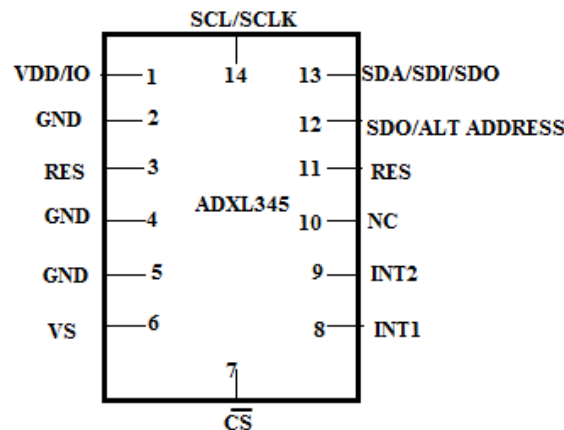 SCL/SCLK
VDD/IO 1 14 13 SDA/SDI/SDO
GND 2 12 SDO/ALT ADDRESS
RES 3 11 RES
ADXL345
GND 4 10 NC
GND 5 9 INT2
VS 6 8 INT1
7
C̅S̅